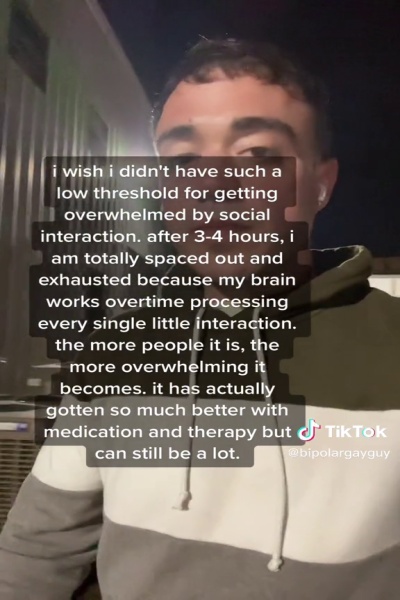 i wish i didn't have such a
low threshold for getting
overwhelmed by social
interaction. after 3-4 hours, i
am totally spaced out and
exhausted because my brain
works overtime processing
every single little interaction.
the more people it is, the
more overwhelming it
becomes. it has actually
gotten so much better with
medication and therapy but
can still be a lot.
TikTok
@bipolargayguy